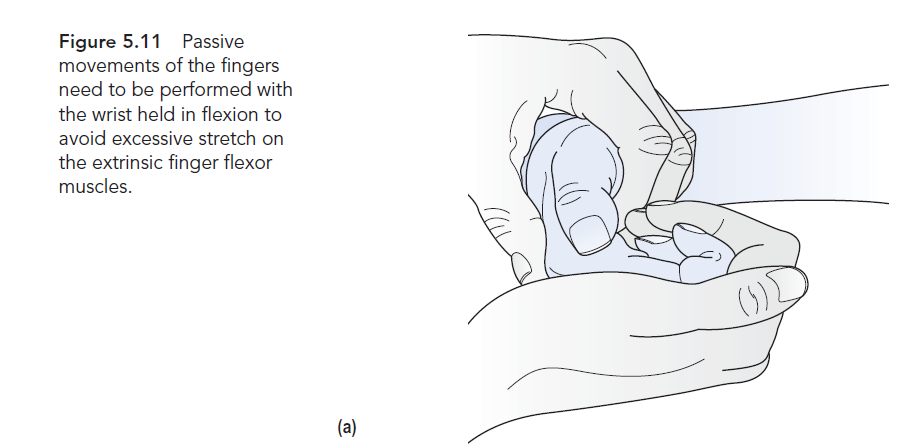 Figure 5.11 Passive
movements of the fingers
need to be performed with
the wrist held in flexion to
avoid excessive stretch on
the extrinsic finger flexor
muscles.
(a)